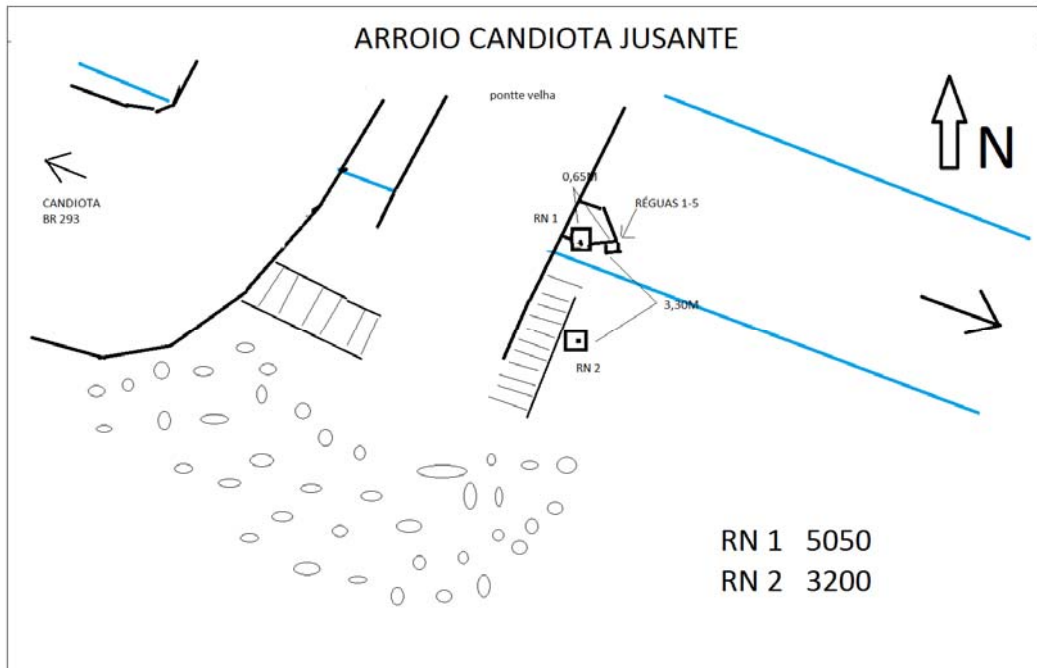 ARROIO CANDIOTA JUSANTE
pontte velha
N
0,65M
CANDIOTA
BR 293
RÉGUAS 1-5
RN 1
3,30M
RN 2
RN 1 5050
RN 2 3200